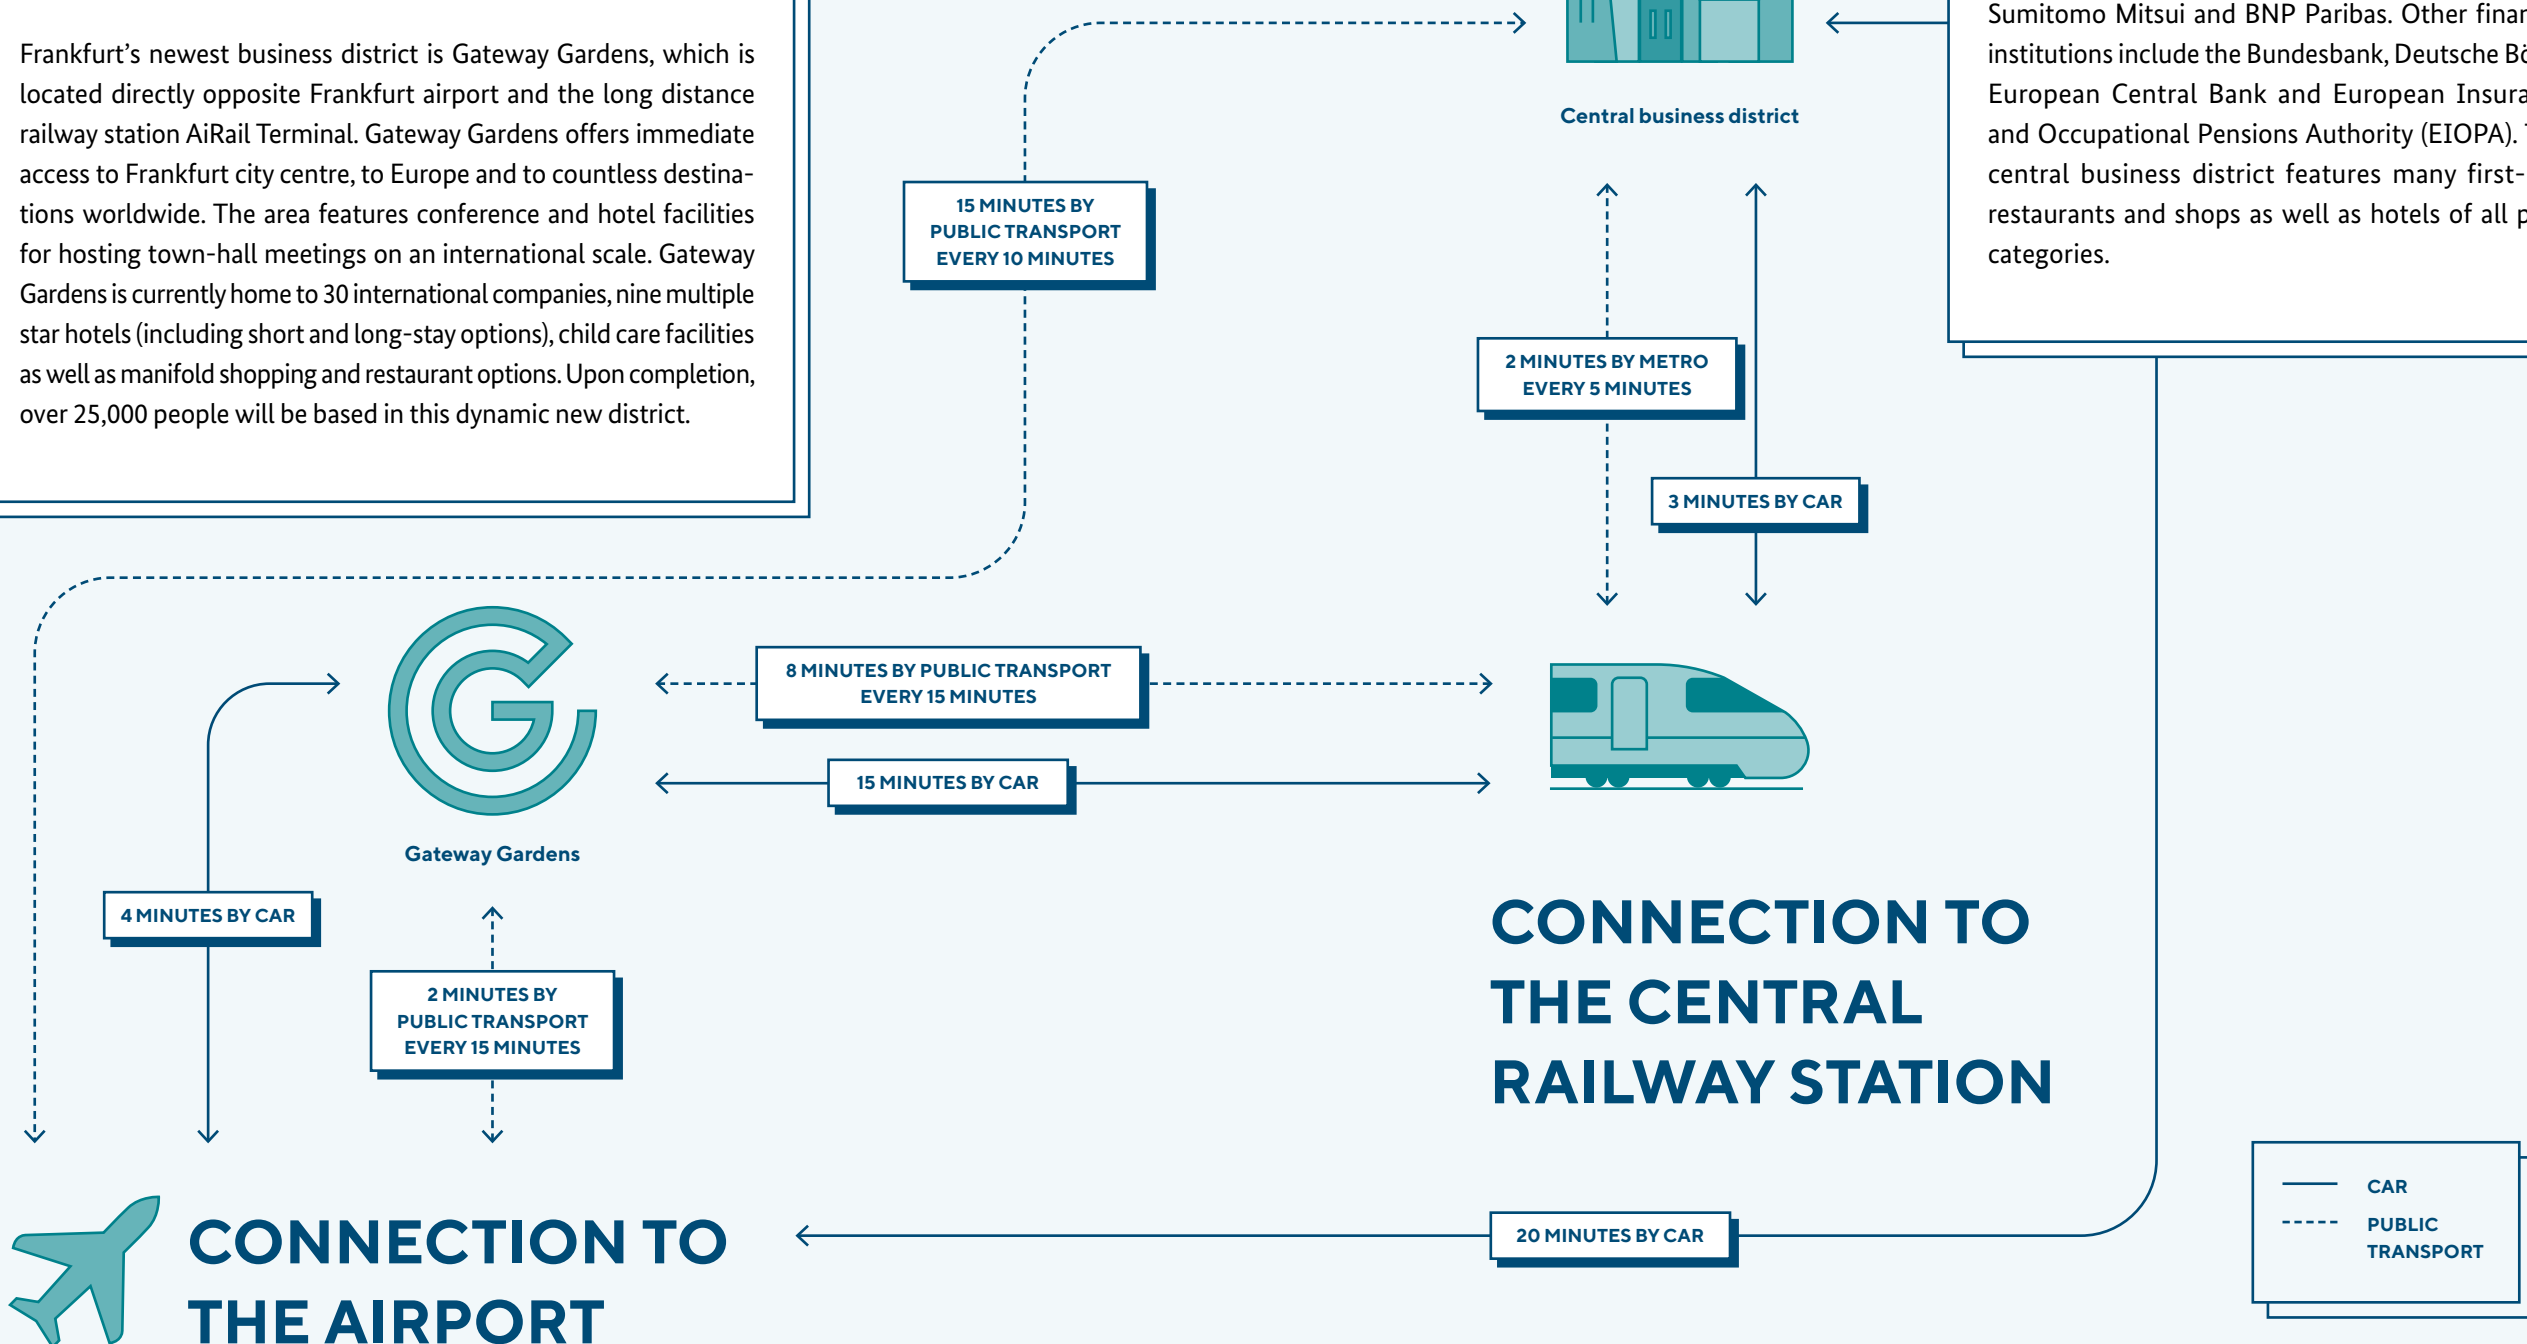 Frankfurt’s newest business district is Gateway Gardens, which is
located directly opposite Frankfurt airport and the long distance
railway station AiRail Terminal. Gateway Gardens offers immediate
access to Frankfurt city centre, to Europe and to countless destina-
tions worldwide. The area features conference and hotel facilities
for hosting town-hall meetings on an international scale. Gateway
Gardens is currently home to 30 international companies, nine multiple
star hotels (including short and long-stay options), child care facilities
as well as manifold shopping and restaurant options. Upon completion,
over 25,000 people will be based in this dynamic new district.
Sumitomo Mitsui and BNP Paribas. Other
institutions include the Bundesbank, Deutsche
European Central Bank and European
and Occupational Pensions Authority (EIOPA).
central business district features many first-
restaurants and shops as well as hotels of all
categories.
Central business district
15 MINUTES BY
PUBLIC TRANSPORT
EVERY 10 MINUTES
2 MINUTES BY METRO
EVERY 5 MINUTES
3 MINUTES BY CAR
8 MINUTES BY PUBLIC TRANSPORT
EVERY 15 MINUTES
15 MINUTES BY CAR
Gateway Gardens
4 MINUTES BY CAR
2 MINUTES BY
PUBLIC TRANSPORT
EVERY 15 MINUTES
CONNECTION TO
THE CENTRAL
RAILWAY STATION
CONNECTION TO
THE AIRPORT
20 MINUTES BY CAR
CAR
PUBLIC
TRANSPORT